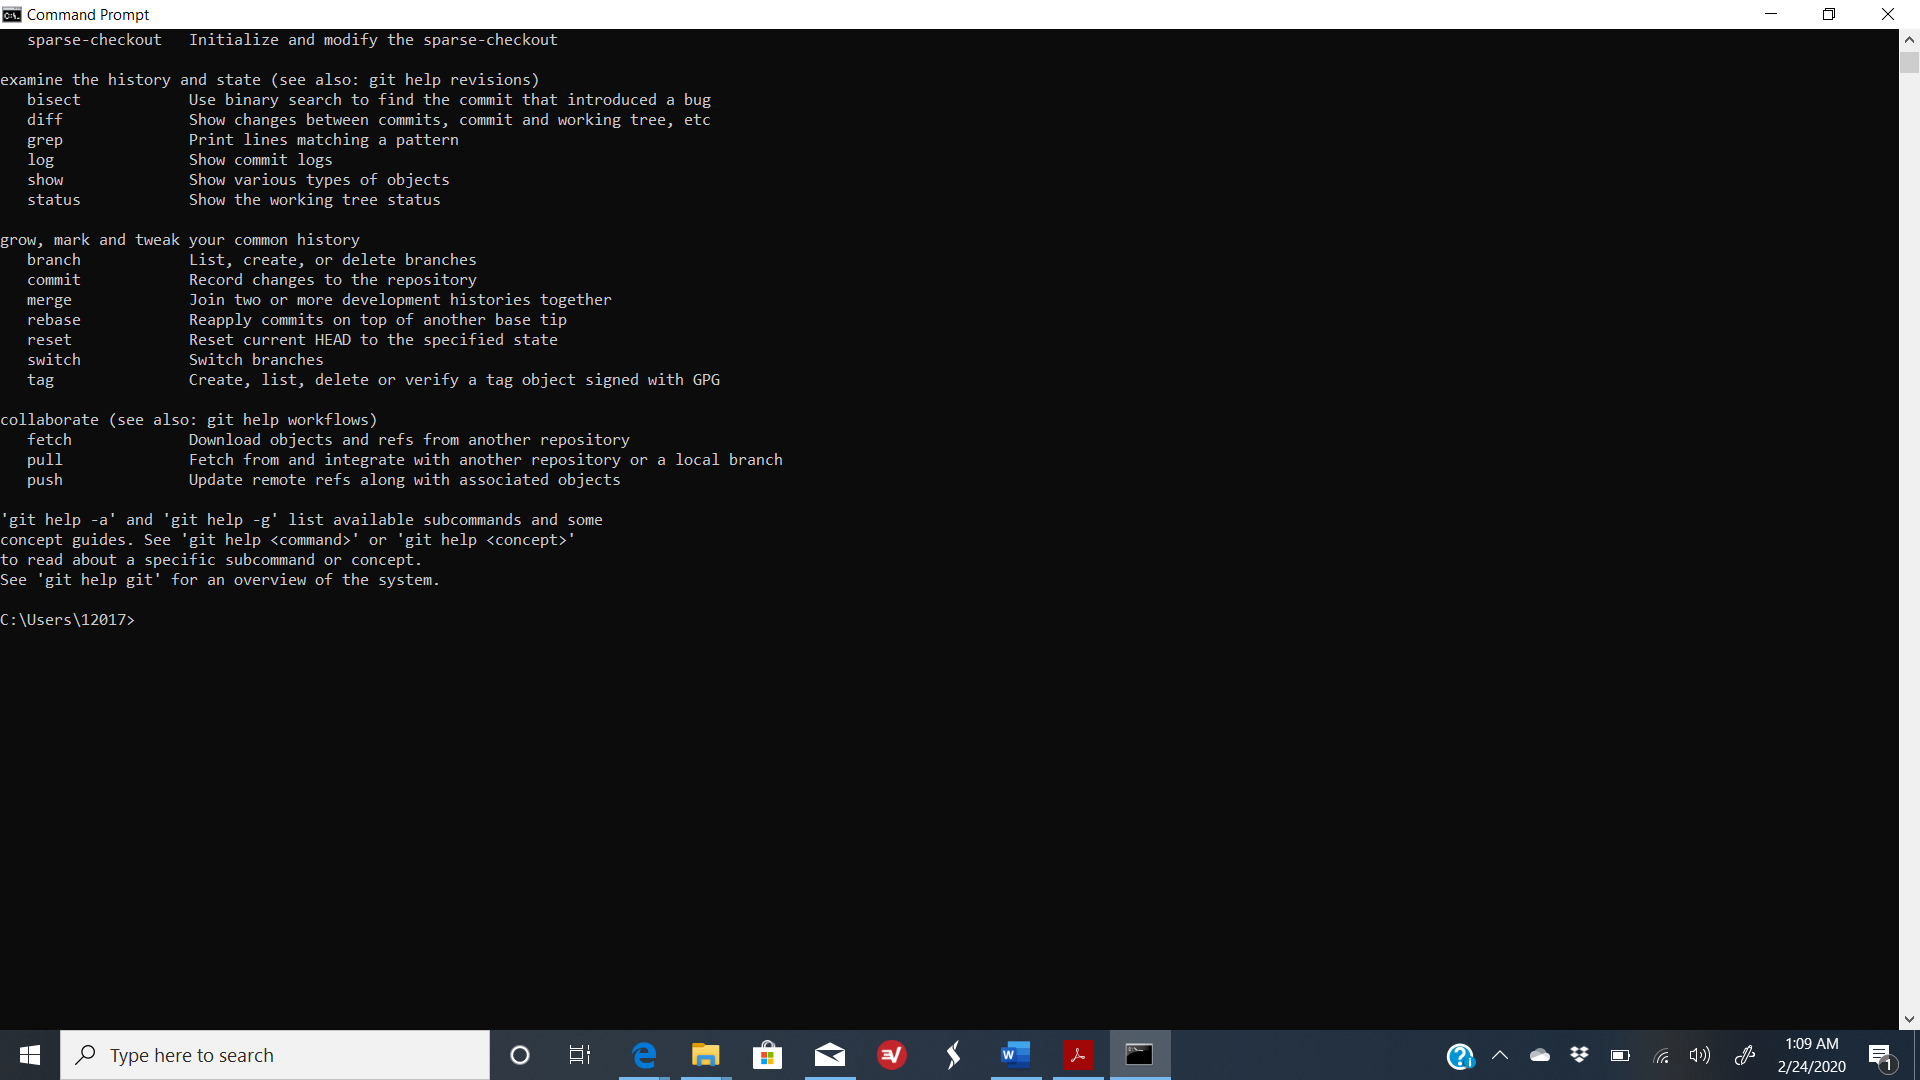 Command Prompt
sparse-checkout   Initialize and modify the sparse-checkout
examine the history and state (see also: git help revisions)
bisect            Use binary search to find the commit that introduced a bug
diff              Show changes between commits, commit and working tree, etc
grep              Print lines matching a pattern
log               Show commit logs
show              Show various types of objects
status            Show the working tree status
grow, mark and tweak your common history
branch            List, create, or delete branches
commit            Record changes to the repository
merge             Join two or more development histories together
rebase            Reapply commits on top of another base tip
reset             Reset current HEAD to the specified state
switch            Switch branches
tag               Create, list, delete or verify a tag object signed with GPG
collaborate (see also: git help workflows)
fetch             Download objects and refs from another repository
pull              Fetch from and integrate with another repository or a local branch
push              Update remote refs along with associated objects
'git help -a' and 'git help -g' list available subcommands and some
concept guides. See 'git help <command>' or 'git help <concept>'
to read about a specific subcommand or concept.
See 'git help git' for an overview of the system.
C:\Users\12017>
Type here to search
1:09 AM
2/24/2020
1